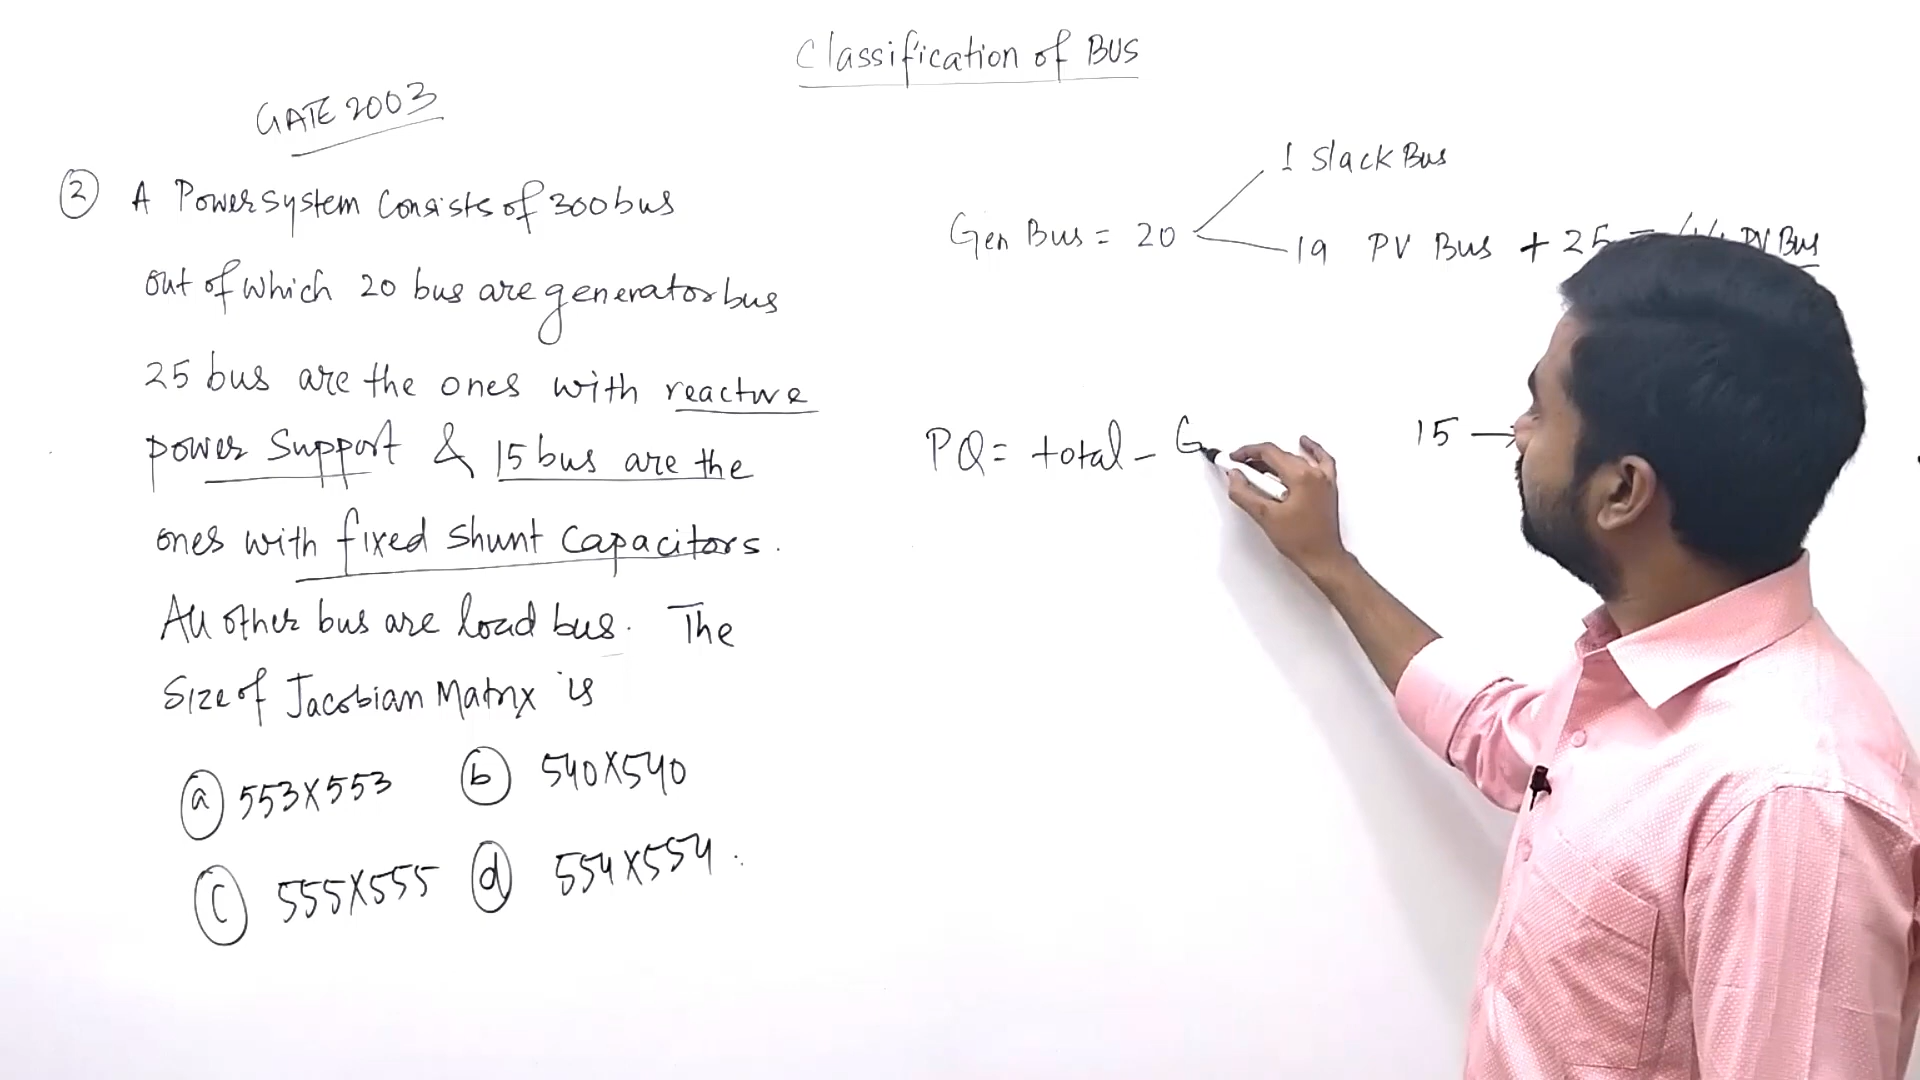 Classification of BUS
GATE 2003
② A Power system Consists of 300 bus
out of which 20 bus are generator bus
25 bus are the ones with reactive
power Support & 15 bus are the
ones with fixed shunt Capacitors.
All other bus are load bus. The
Size of Jacobian Matrix is
ⓐ 553X553 ⓑ 540X540
ⓒ 555X555 ⓓ 554X554
1 Slack Bus
Gen Bus = 20
19 PV Bus + 25 = PV Bus
PQ = total - G
15 →